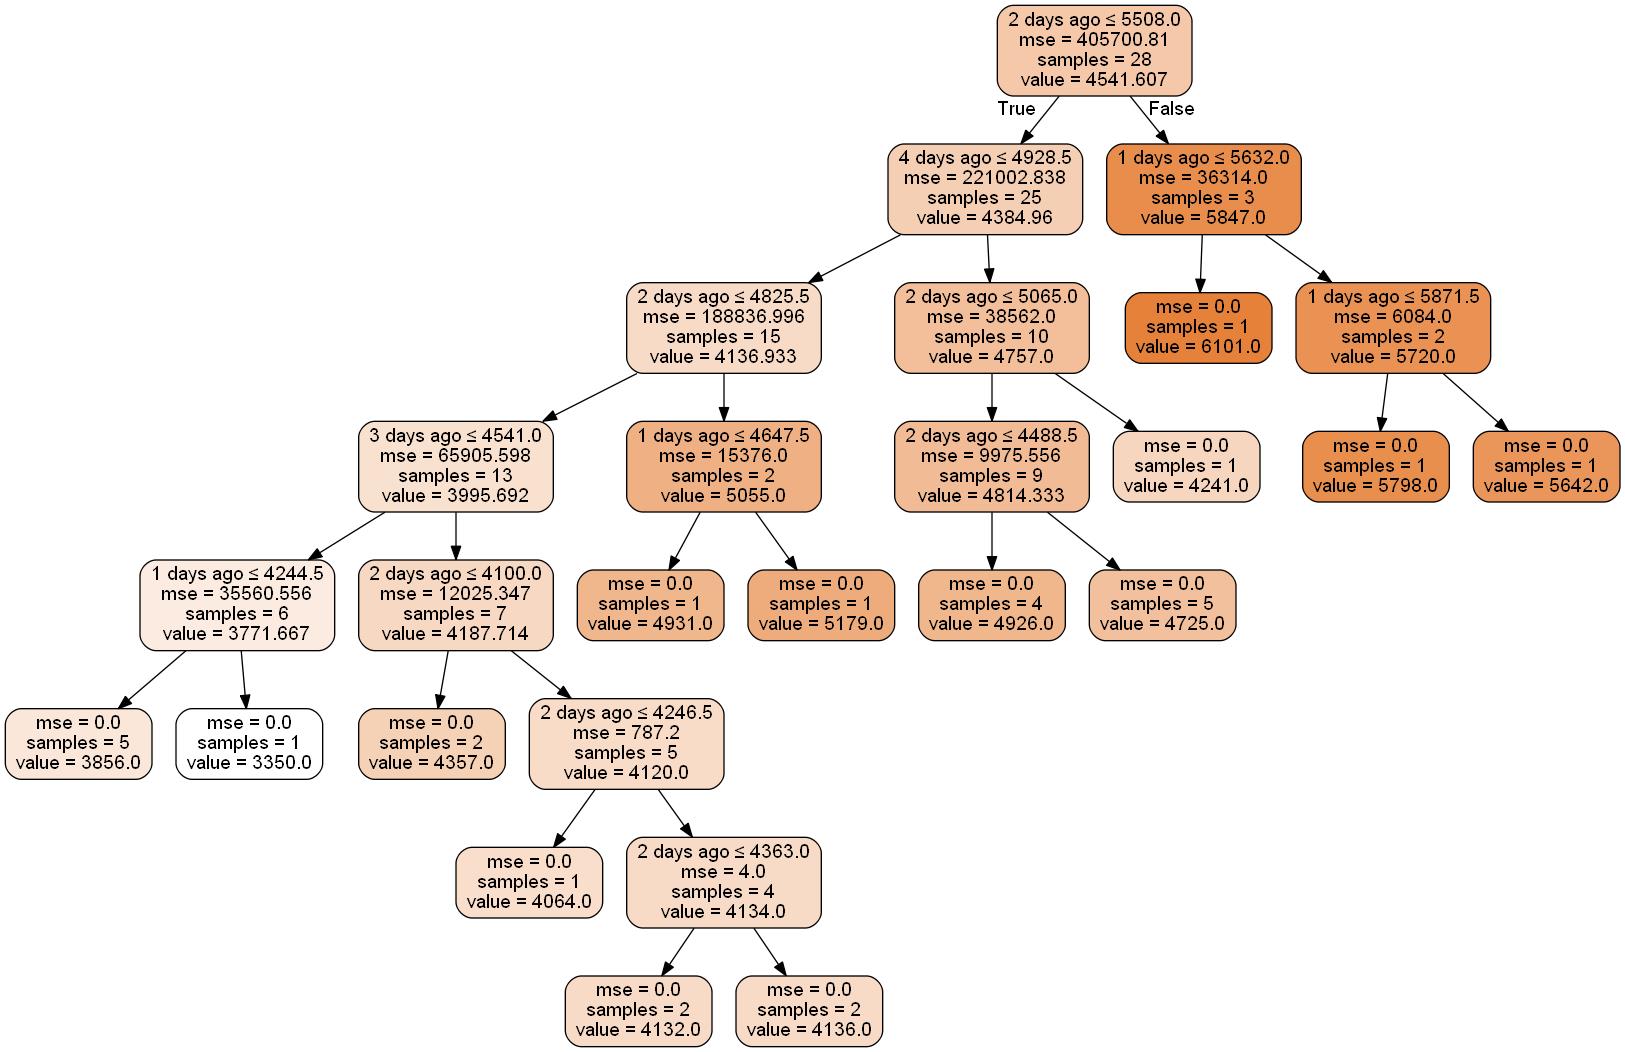 2 days ago ≤ 5508.0
mse = 405700.81
samples = 28
value = 4541.607
True
False
4 days ago ≤ 4928.5
mse = 221002.838
samples = 25
value = 4384.96
1 days ago ≤ 5632.0
mse = 36314.0
samples = 3
value = 5847.0
2 days ago ≤ 4825.5
mse = 188836.996
samples = 15
value = 4136.933
2 days ago ≤ 5065.0
mse = 38562.0
samples = 10
value = 4757.0
mse = 0.0
samples = 1
value = 6101.0
1 days ago ≤ 5871.5
mse = 6084.0
samples = 2
value = 5720.0
3 days ago ≤ 4541.0
mse = 65905.598
samples = 13
value = 3995.692
1 days ago ≤ 4647.5
mse = 15376.0
samples = 2
value = 5055.0
2 days ago ≤ 4488.5
mse = 9975.556
samples = 9
value = 4814.333
mse = 0.0
samples = 1
value = 4241.0
mse = 0.0
samples = 1
value = 5798.0
mse = 0.0
samples = 1
value = 5642.0
1 days ago ≤ 4244.5
mse = 35560.556
samples = 6
value = 3771.667
2 days ago ≤ 4100.0
mse = 12025.347
samples = 7
value = 4187.714
mse = 0.0
samples = 1
value = 4931.0
mse = 0.0
samples = 1
value = 5179.0
mse = 0.0
samples = 4
value = 4926.0
mse = 0.0
samples = 5
value = 4725.0
mse = 0.0
samples = 5
value = 3856.0
mse = 0.0
samples = 1
value = 3350.0
mse = 0.0
samples = 2
value = 4357.0
2 days ago ≤ 4246.5
mse = 787.2
samples = 5
value = 4120.0
mse = 0.0
samples = 1
value = 4064.0
2 days ago ≤ 4363.0
mse = 4.0
samples = 4
value = 4134.0
mse = 0.0
samples = 2
value = 4132.0
mse = 0.0
samples = 2
value = 4136.0